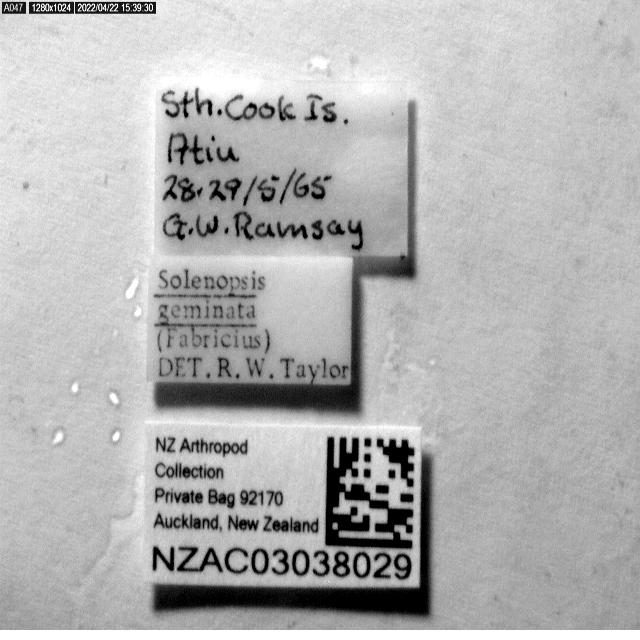 A047 1280x1024 2022/04/22 15:39:30
Sth. Cook Is.
Atiu
28.29/5/65
G.W. Ramsay
Solenopsis
geminata
(Fabricius)
DET. R. W. Taylor
NZ Arthropod
Collection
Private Bag 92170
Auckland, New Zealand
NZAC03038029